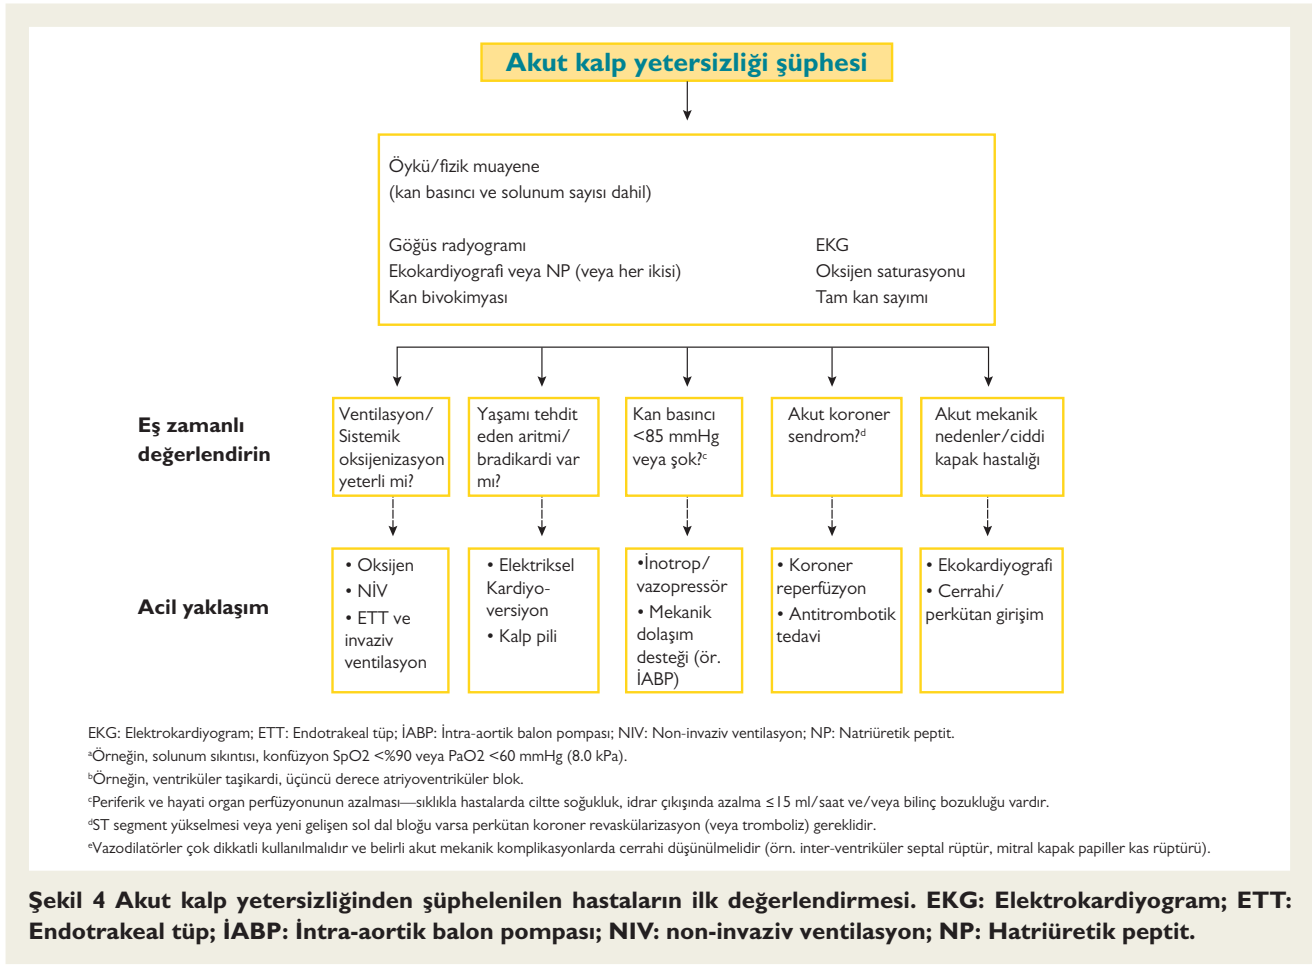 Akut kalp yetersizliği şüphesi
Öykü/fizik muayene
(kan basıncı ve solunum sayısı dahil)
Göğüs radyogramı
Ekokardiyografi veya NP (veya her ikisi)
Kan bivokimyası
EKG
Oksijen saturasyonu
Tam kan sayımı
Eş zamanlı
değerlendirin
Ventilasyon/
Sistemik
oksijenizasyon
yeterli mi?
Yaşamı tehdit
eden aritmi/
bradikardi var
mı?
Kan basıncı
<85 mmHg
veya şok?ᶜ
Akut koroner
sendrom?ᵈ
Akut mekanik
nedenler/ciddi
kapak hastalığı
Acil yaklaşım
• Oksijen
• NİV
• ETT ve
invaziv
ventilasyon
• Elektriksel
Kardiyo-
versiyon
• Kalp pili
•İnotrop/
vazopressör
• Mekanik
dolaşım
desteği (ör.
İABP)
• Koroner
reperfüzyon
• Antitrombotik
tedavi
• Ekokardiyografi
• Cerrahi/
perkütan girişim
EKG: Elektrokardiyogram; ETT: Endotrakeal tüp; İABP: İntra-aortik balon pompası; NIV: Non-invaziv ventilasyon; NP: Natriüretik peptit.
ᵃÖrneğin, solunum sıkıntısı, konfüzyon SpO2 <%90 veya PaO2 <60 mmHg (8.0 kPa).
ᵇÖrneğin, ventriküler taşikardi, üçüncü derece atriyoventriküler blok.
ᶜPeriferik ve hayati organ perfüzyonunun azalması—sıklıkla hastalarda ciltte soğukluk, idrar çıkışında azalma ≤15 ml/saat ve/veya bilinç bozukluğu vardır.
ᵈST segment yükselmesi veya yeni gelişen sol dal bloğu varsa perkütan koroner revaskülarizasyon (veya tromboliz) gereklidir.
ᵉVazodilatörler çok dikkatli kullanılmalıdır ve belirli akut mekanik komplikasyonlarda cerrahi düşünülmelidir (örn. inter-ventriküler septal rüptür, mitral kapak papiller kas rüptürü).
Şekil 4 Akut kalp yetersizliğinden şüphelenilen hastaların ilk değerlendirmesi. EKG: Elektrokardiyogram; ETT:
Endotrakeal tüp; İABP: İntra-aortik balon pompası; NIV: non-invaziv ventilasyon; NP: Hatriüretik peptit.